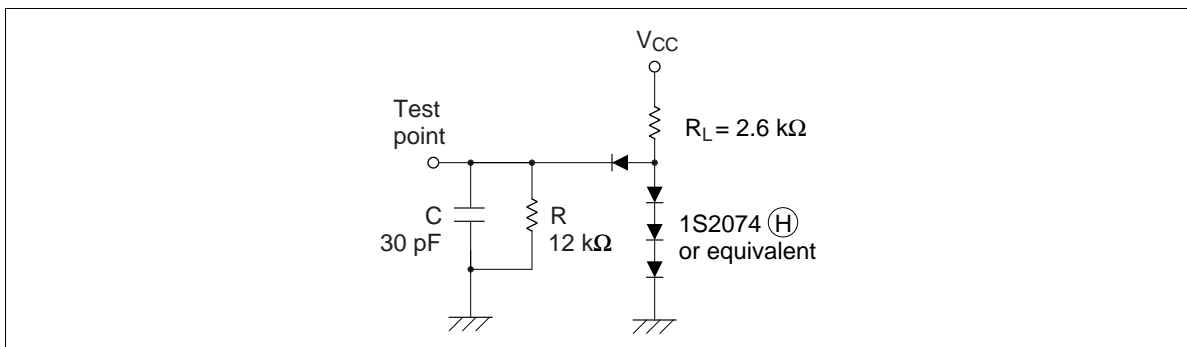 VCC
Test
point
RL = 2.6 kΩ
C
30 pF
R
12 kΩ
1S2074 Ⓗ
or equivalent